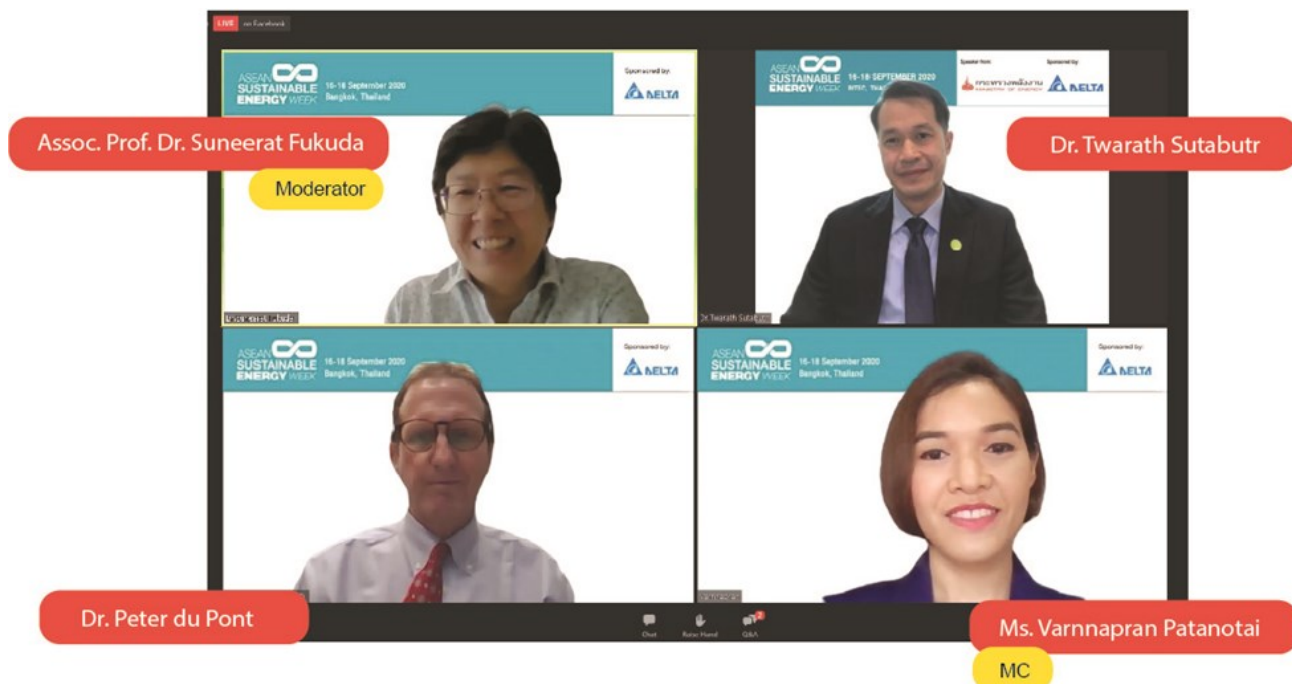 LIVE on Facebook
ASEAN
SUSTAINABLE
ENERGY WEEK
16-18 September 2020
Bangkok, Thailand
Sponsored by:
DELTA
Assoc. Prof. Dr. Suneerat Fukuda
Moderator
ASEAN
SUSTAINABLE
ENERGY WEEK
16-18 SEPTEMBER 2020
Speaker from:
กระทรวงพลังงาน
MINISTRY OF ENERGY
Sponsored by:
DELTA
Dr. Twarath Sutabutr
Dr.Twarath
ASEAN
SUSTAINABLE
ENERGY WEEK
16-18 September 2020
Bangkok, Thailand
Sponsored by:
DELTA
Dr. Peter du Pont
ASEAN
SUSTAINABLE
ENERGY WEEK
16-18 September 2020
Bangkok, Thailand
Sponsored by:
DELTA
Ms. Varnnapran Patanotai
MC
Chat
Raise Hand
2
Q&A